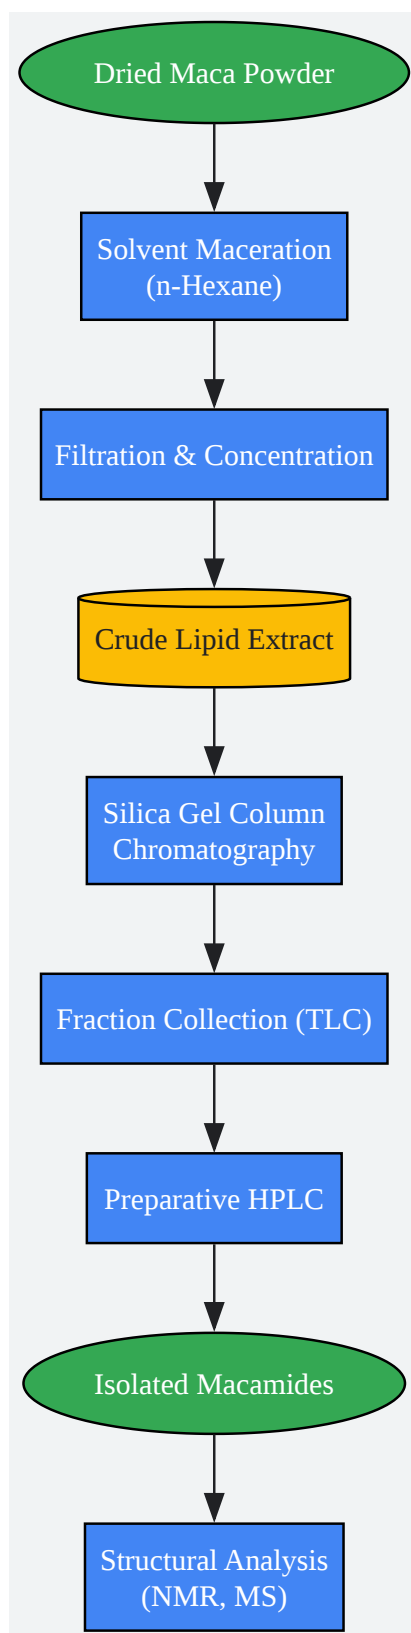 Dried Maca Powder
Solvent Maceration
(n-Hexane)
Filtration & Concentration
Crude Lipid Extract
Silica Gel Column
Chromatography
Fraction Collection (TLC)
Preparative HPLC
Isolated Macamides
Structural Analysis
(NMR, MS)